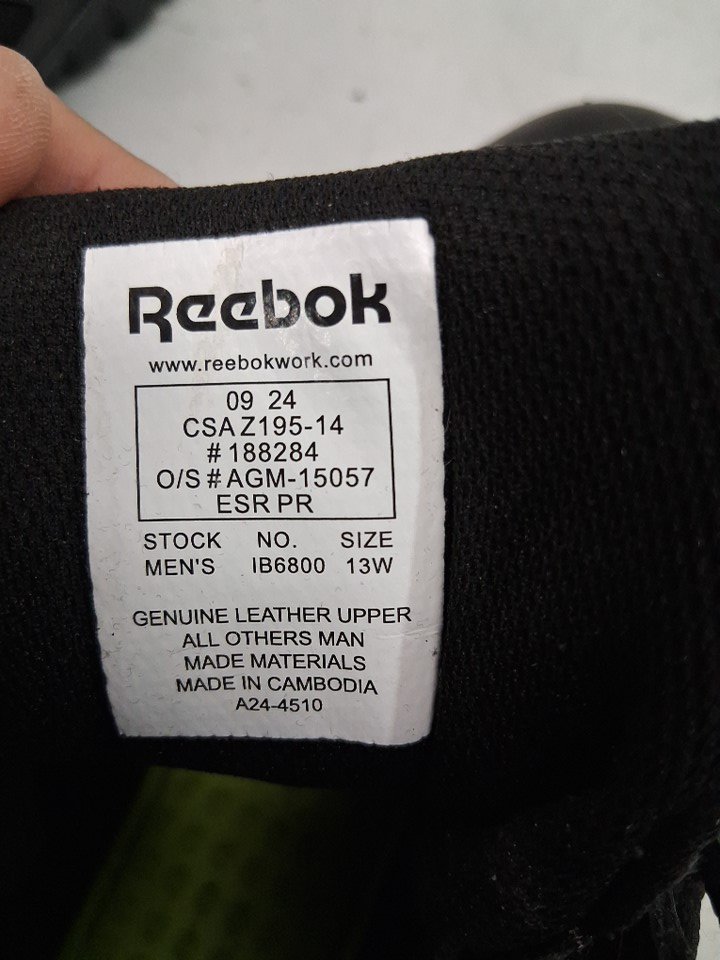 Reebok
www.reebokwork.com
09 24
CSA Z195-14
# 188284
O/S # AGM-15057
ESR PR
STOCK NO. SIZE
MEN'S IB6800 13W
GENUINE LEATHER UPPER
ALL OTHERS MAN
MADE MATERIALS
MADE IN CAMBODIA
A24-4510